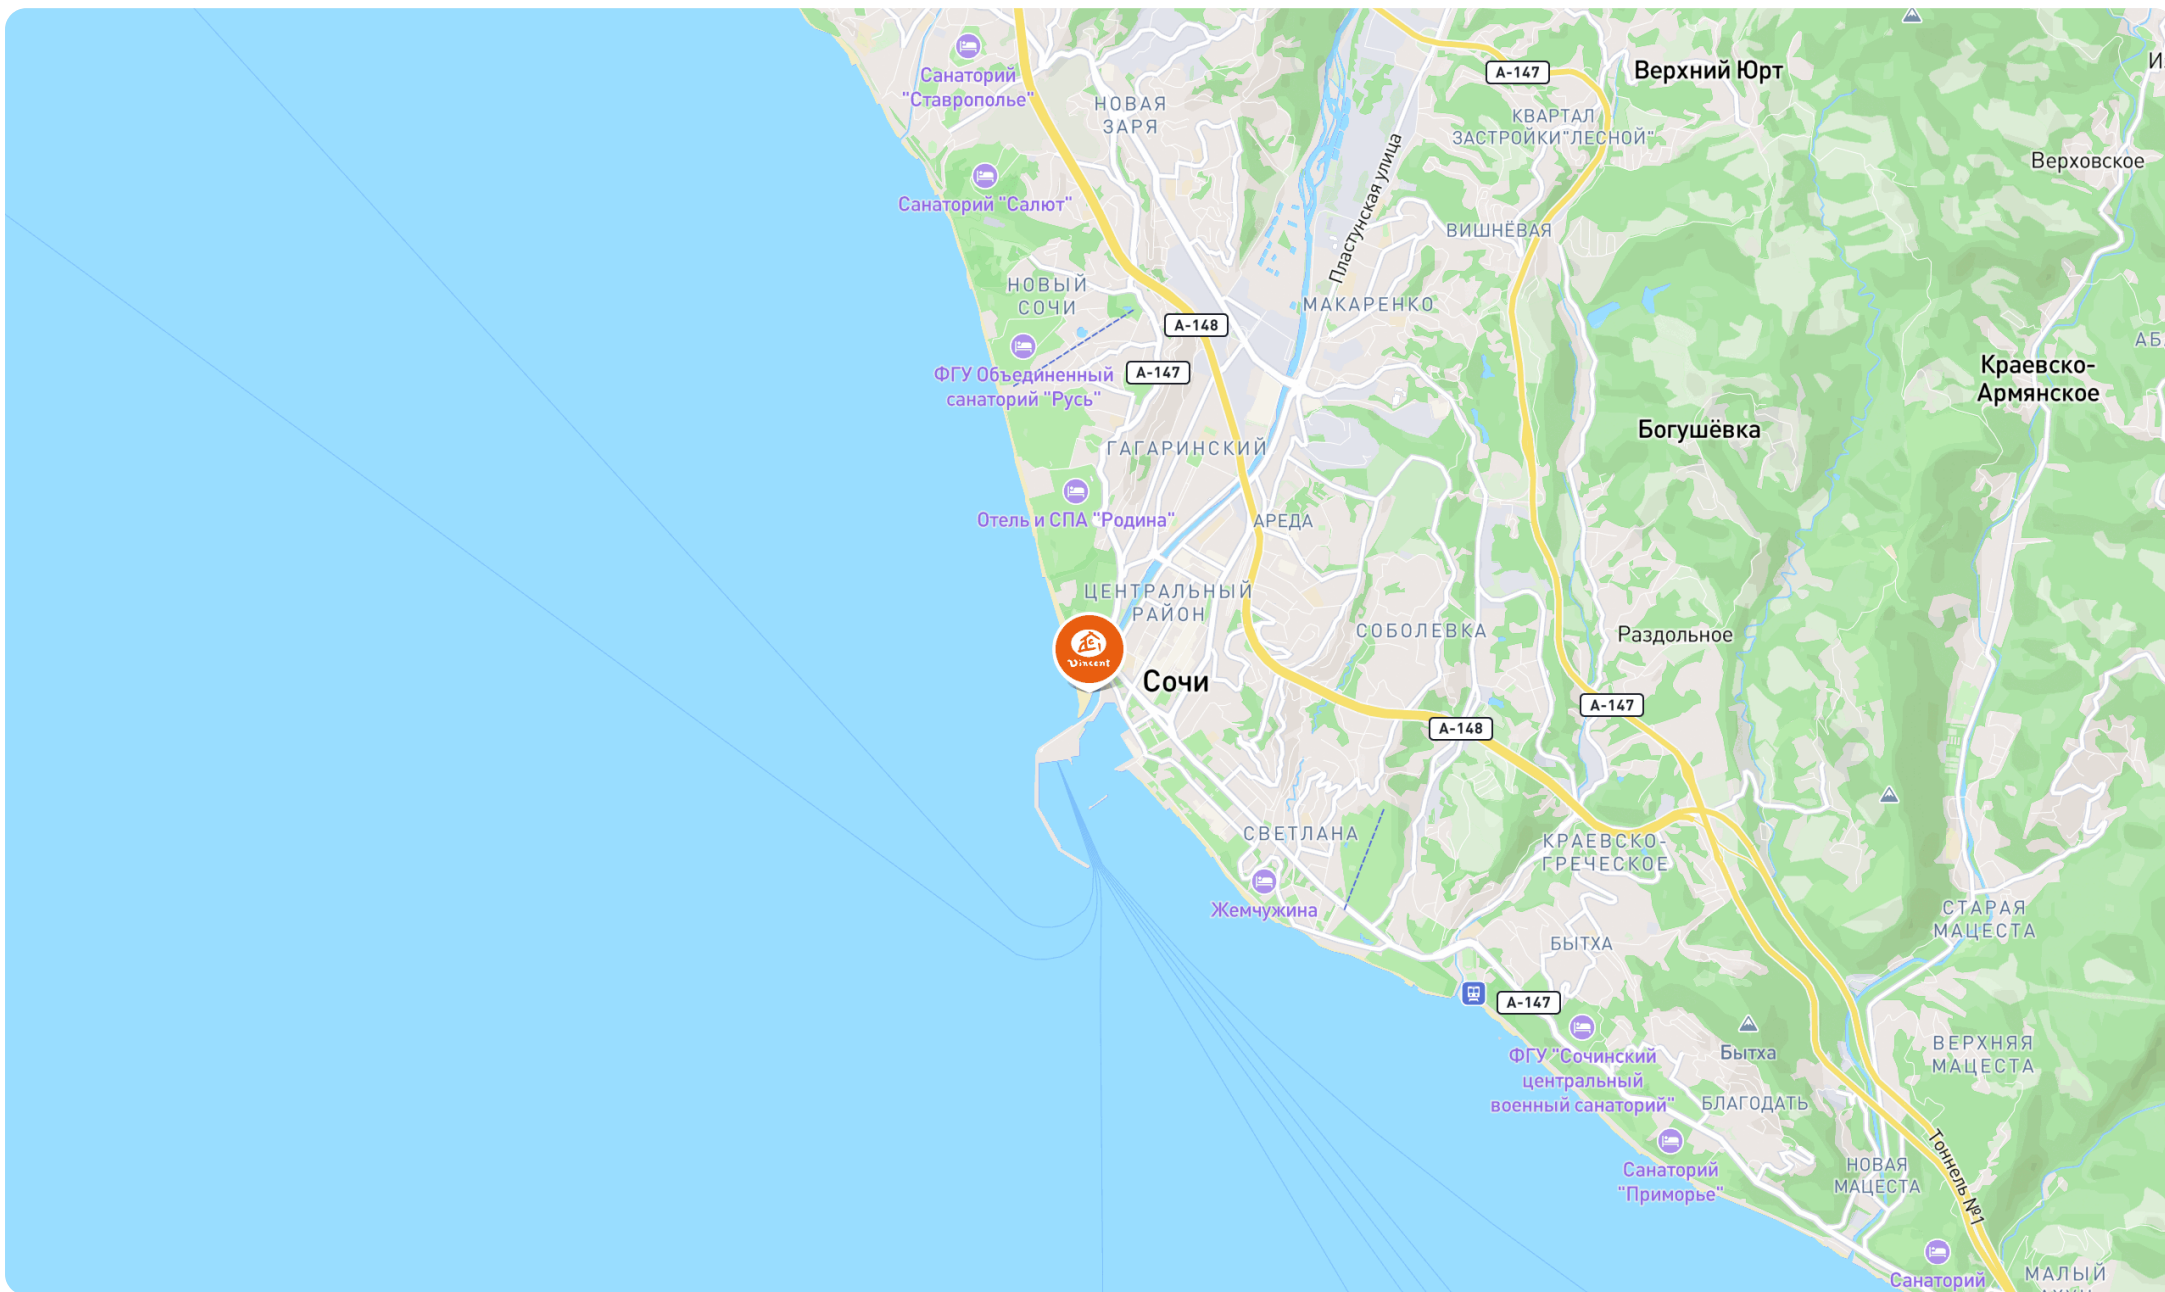 Санаторий
"Ставрополье"
НОВАЯ
ЗАРЯ
А-147
Верхний Юрт
КВАРТАЛ
ЗАСТРОЙКИ"ЛЕСНОЙ"
Верховское
Пластунская улица
Санаторий "Салют"
ВИШНЁВАЯ
НОВЫЙ
СОЧИ
МАКАРЕНКО
А-148
А-147
ФГУ Объединенный
санаторий "Русь"
Краевско-
Армянское
Богушёвка
ГАГАРИНСКИЙ
Отель и СПА "Родина"
АРЕДА
ЦЕНТРАЛЬНЫЙ
РАЙОН
СОБОЛЕВКА
Раздольное
Vincent
Сочи
А-147
А-148
СВЕТЛАНА
КРАЕВСКО-
ГРЕЧЕСКОЕ
Жемчужина
СТАРАЯ
МАЦЕСТА
БЫТХА
А-147
ФГУ "Сочинский
центральный
военный санаторий"
Бытха
ВЕРХНЯЯ
МАЦЕСТА
БЛАГОДАТЬ
Тоннель №1
Санаторий
"Приморье"
НОВАЯ
МАЦЕСТА
Санаторий
МАЛЫЙ